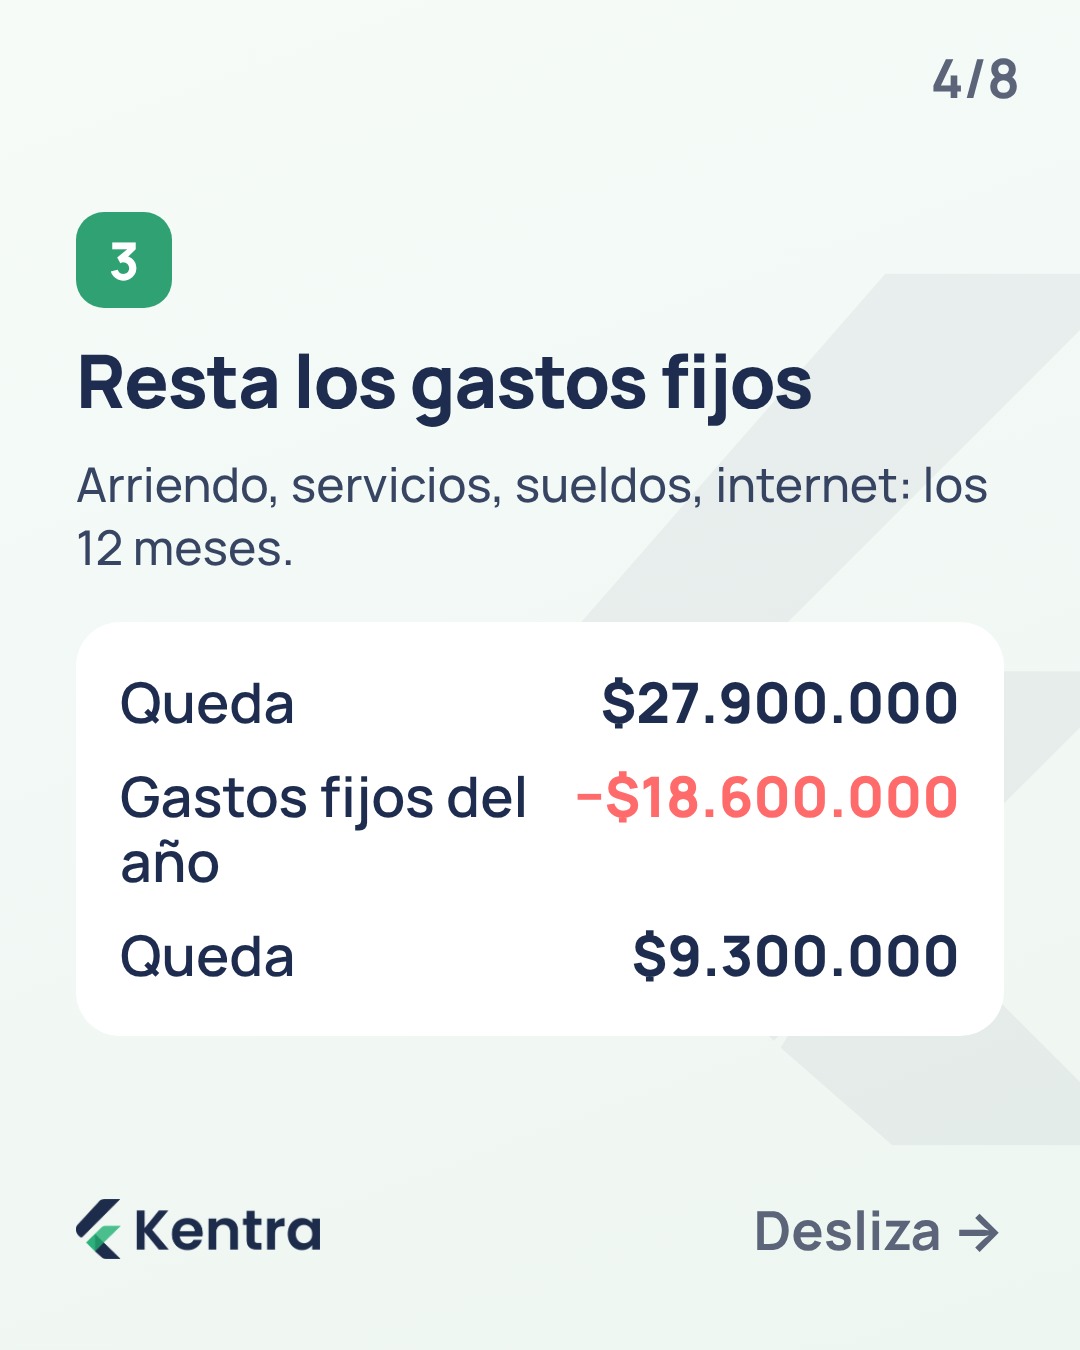 4/8
3
Resta los gastos fijos
Arriendo, servicios, sueldos, internet: los
12 meses.
Queda $27.900.000
Gastos fijos del −$18.600.000
año
Queda $9.300.000
Kentra
Desliza →